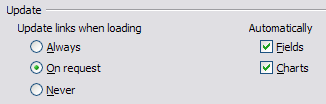 Update
Update links when loading
Automatically
Always
Fields
On request
Charts
Never